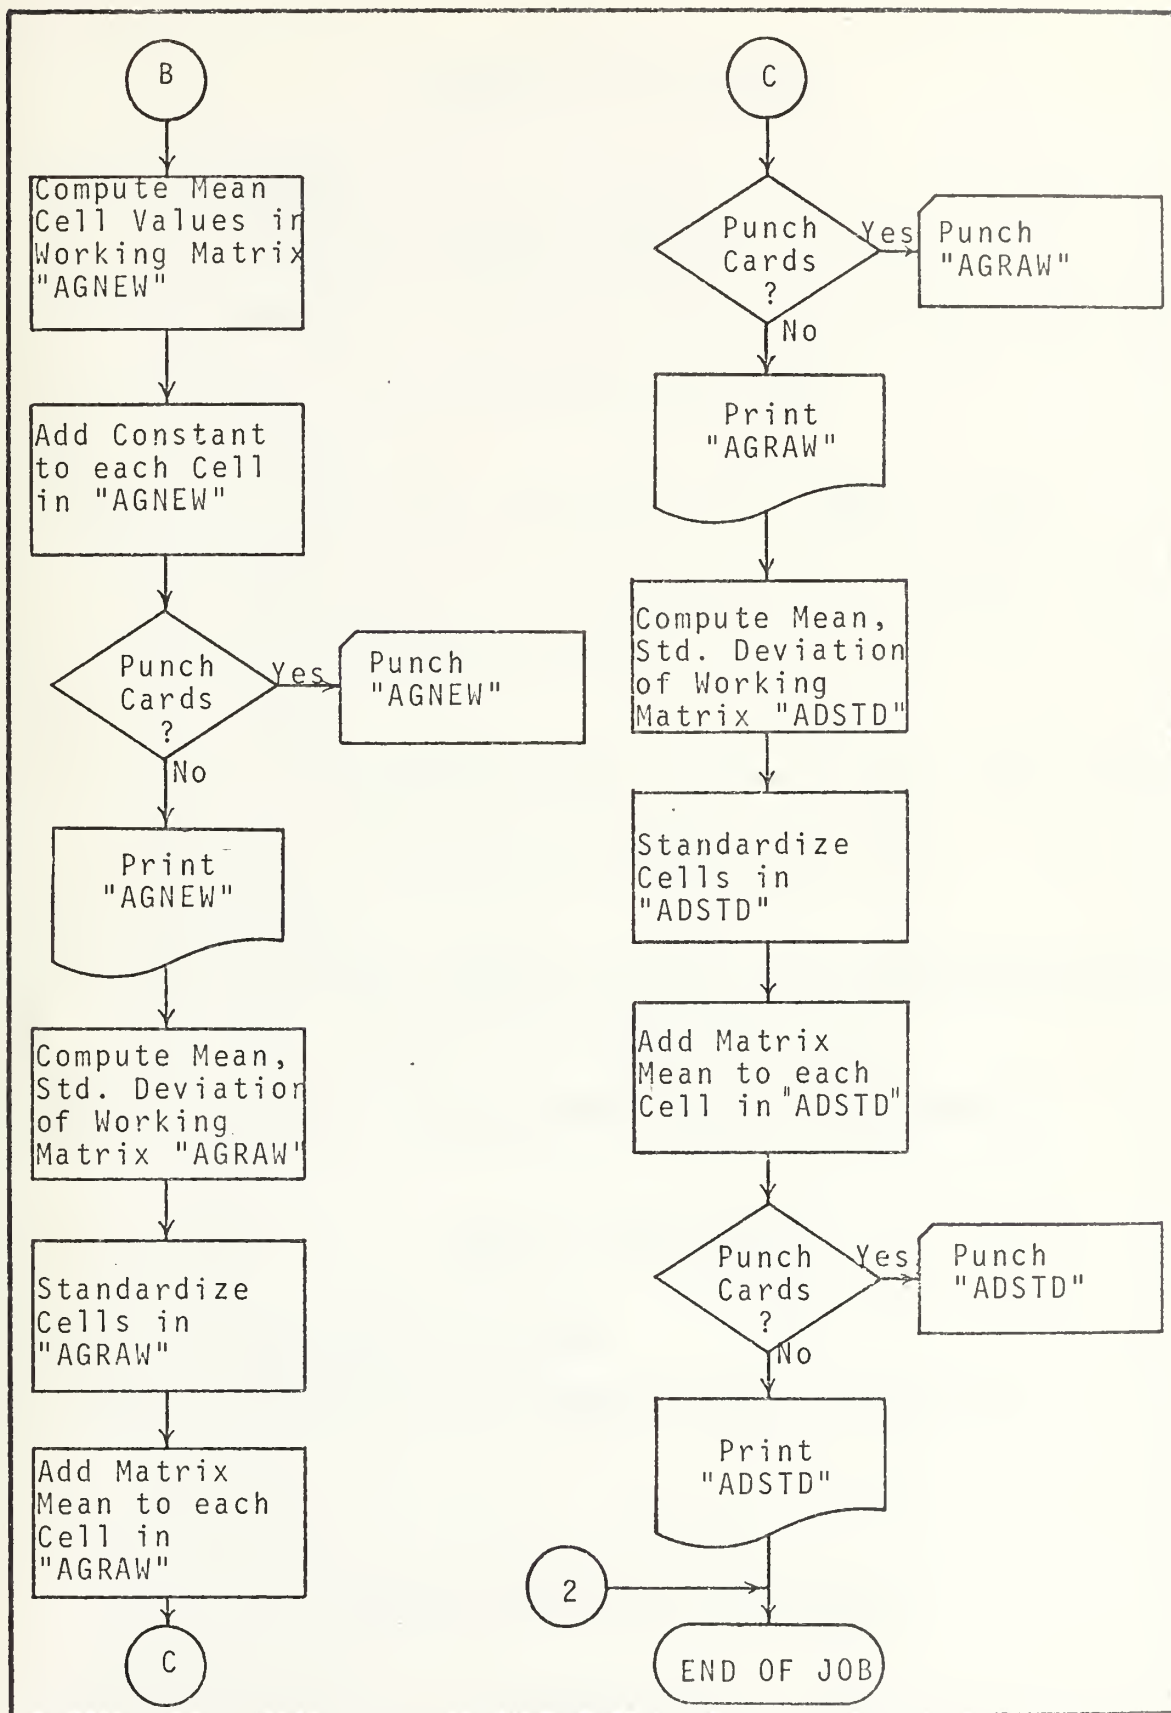 B
Compute Mean
Cell Values in
Working Matrix
"AGNEW"
Add Constant
to each Cell
in "AGNEW"
Punch
Cards
?
Yes
Punch
"AGNEW"
No
Print
"AGNEW"
Compute Mean,
Std. Deviation
of Working
Matrix "AGRAW"
Standardize
Cells in
"AGRAW"
Add Matrix
Mean to each
Cell in
"AGRAW"
C
C
Punch
Cards
?
Yes
Punch
"AGRAW"
No
Print
"AGRAW"
Compute Mean,
Std. Deviation
of Working
Matrix "ADSTD"
Standardize
Cells in
"ADSTD"
Add Matrix
Mean to each
Cell in "ADSTD"
Punch
Cards
?
Yes
Punch
"ADSTD"
No
Print
"ADSTD"
2
END OF JOB